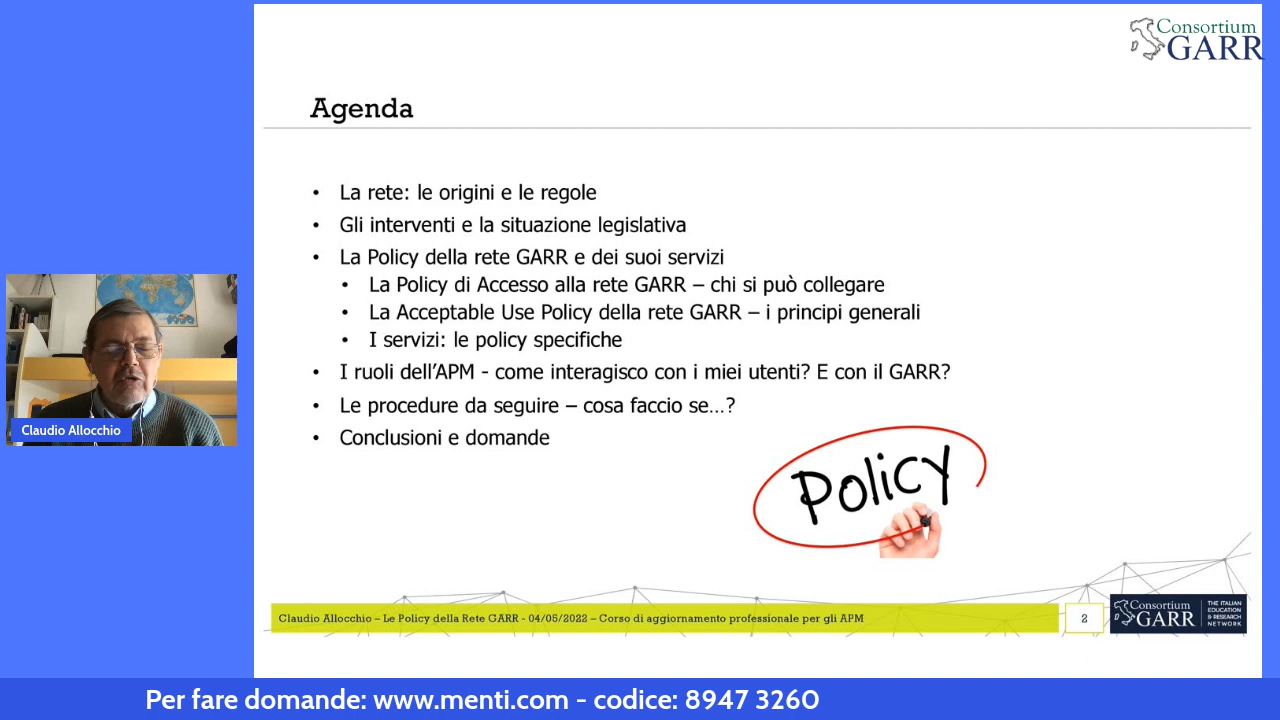 Consortium
GARR
Agenda
• La rete: le origini e le regole
• Gli interventi e la situazione legislativa
• La Policy della rete GARR e dei suoi servizi
• La Policy di Accesso alla rete GARR – chi si può collegare
• La Acceptable Use Policy della rete GARR – i principi generali
• I servizi: le policy specifiche
• I ruoli dell'APM - come interagisco con i miei utenti? E con il GARR?
• Le procedure da seguire – cosa faccio se...?
• Conclusioni e domande
Policy
Claudio Allocchio
Claudio Allocchio – Le Policy della Rete GARR - 04/05/2022 – Corso di aggiornamento professionale per gli APM
2
Consortium
GARR
THE ITALIAN
EDUCATION
& RESEARCH
NETWORK
Per fare domande: www.menti.com - codice: 8947 3260